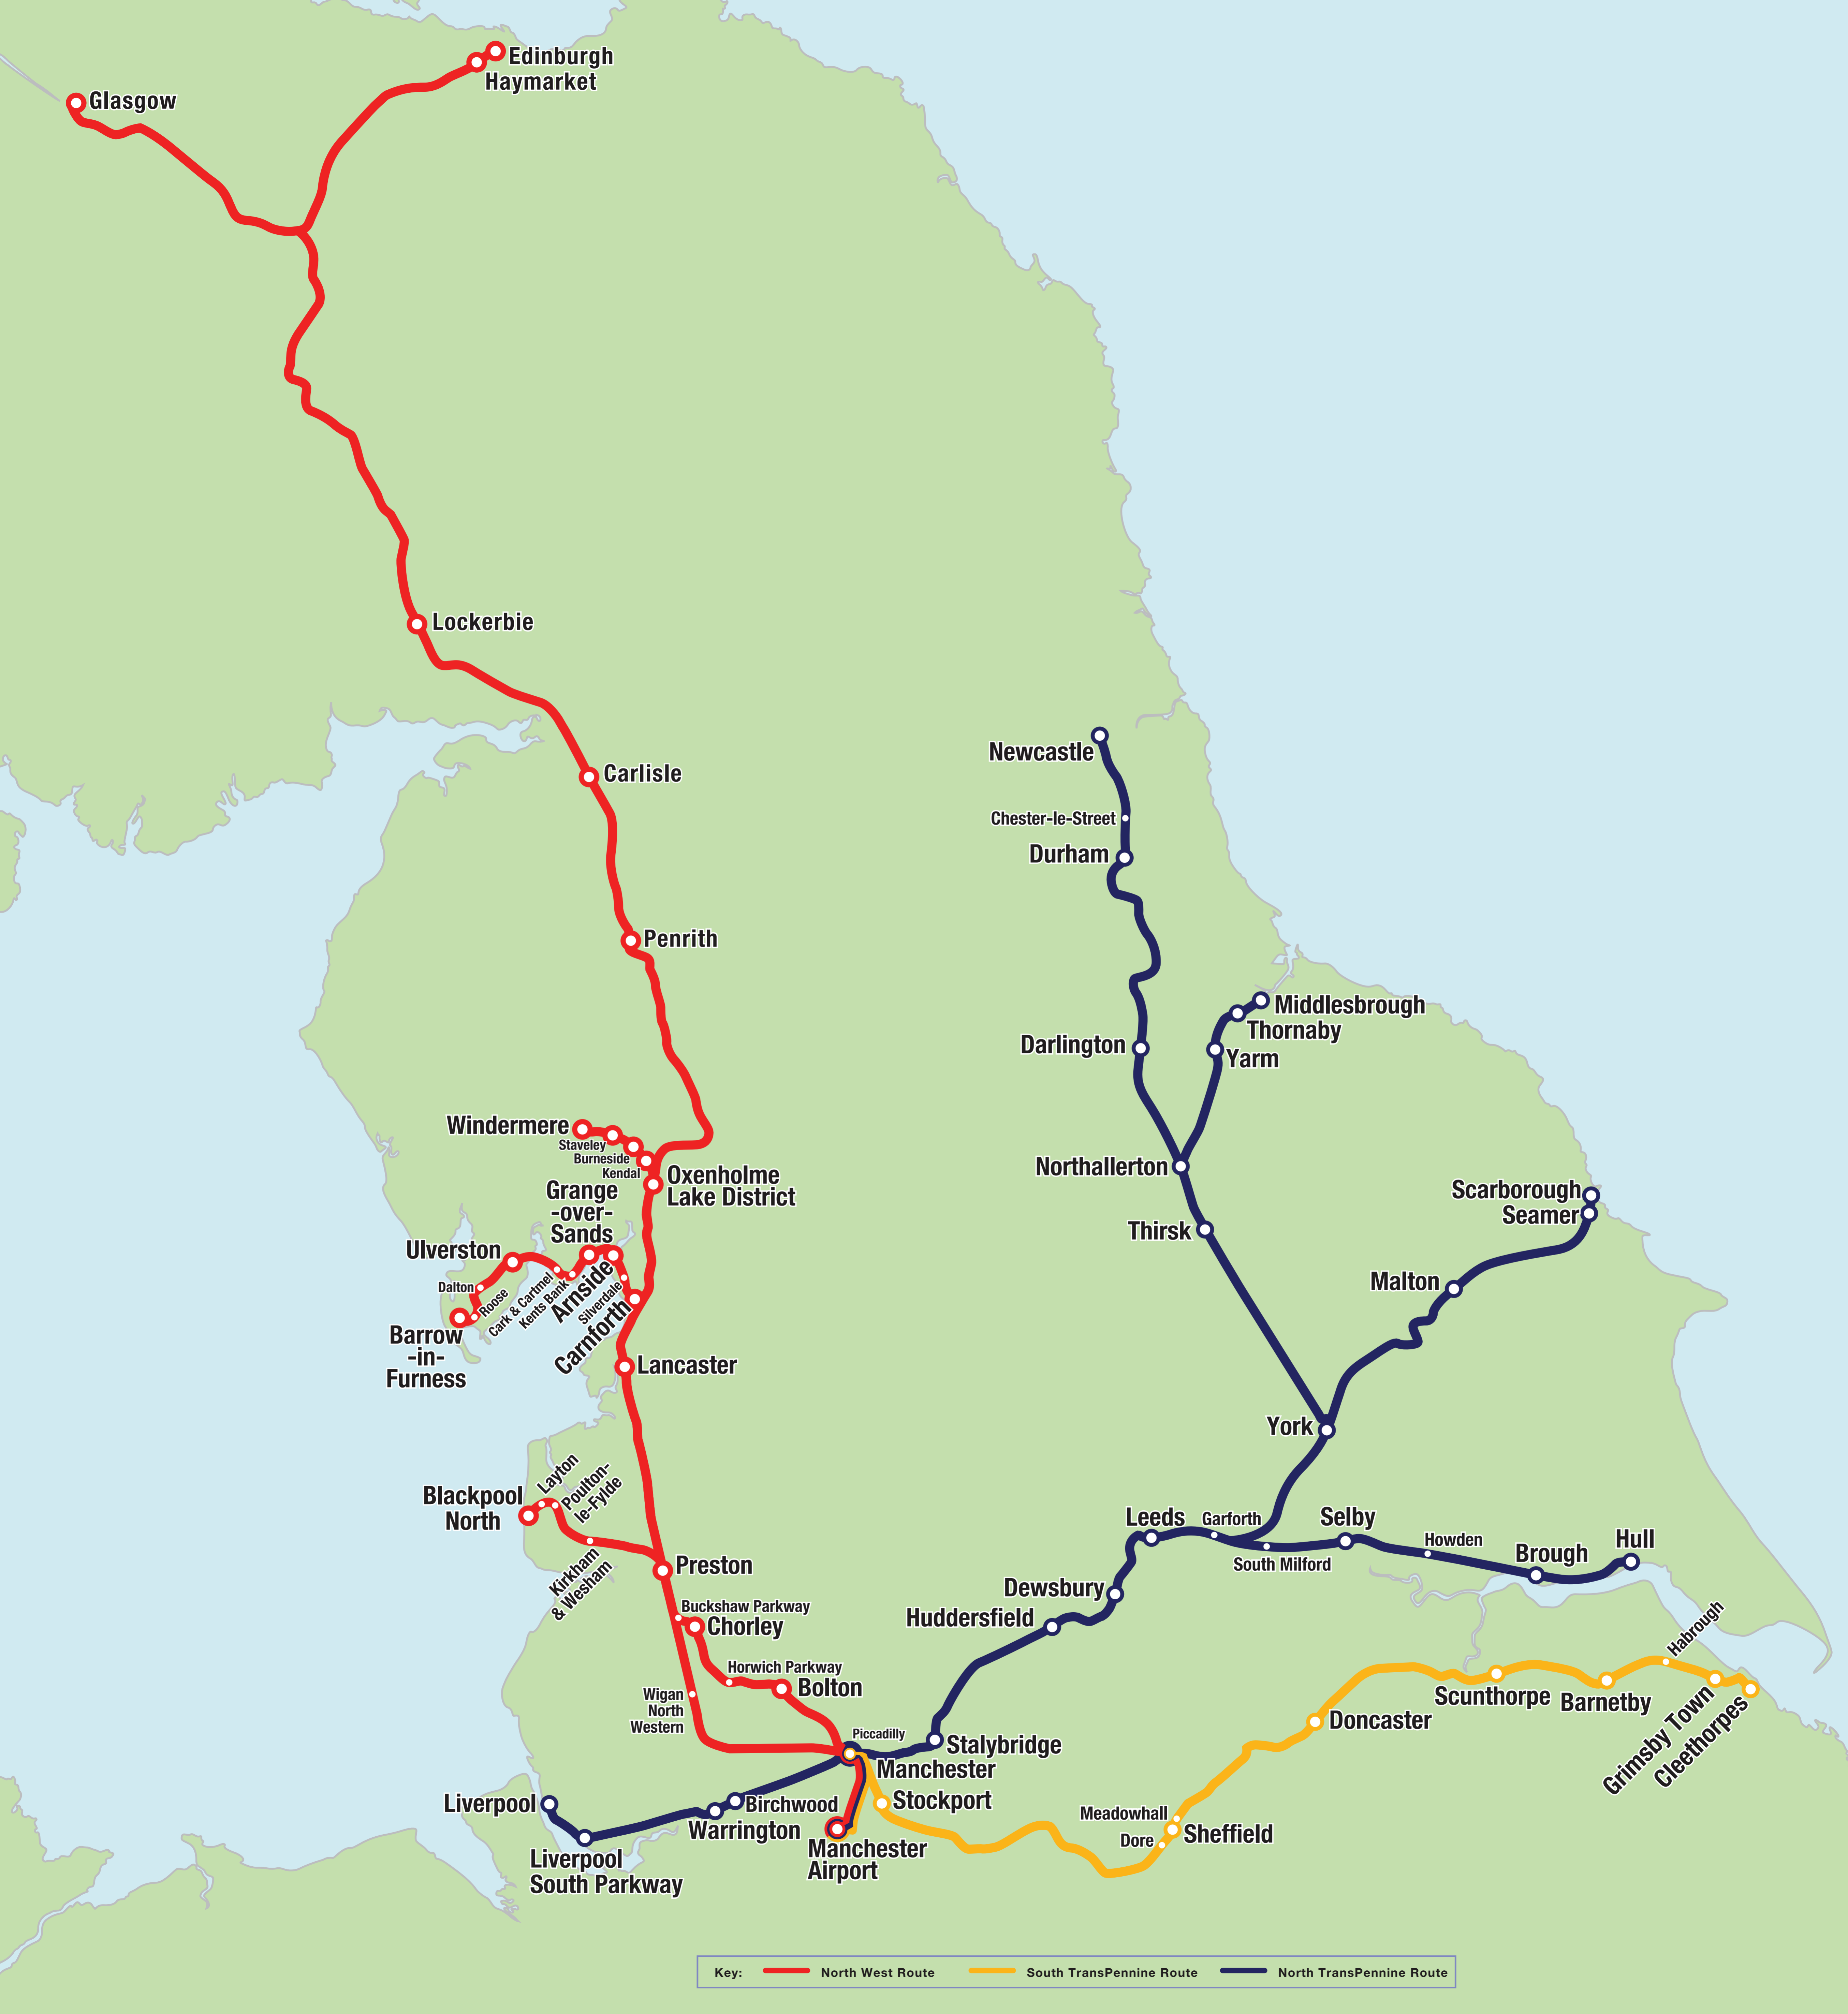 Edinburgh
Haymarket
Glasgow
Lockerbie
Carlisle
Penrith
Newcastle
Chester-le-Street
Durham
Darlington
Middlesbrough
Thornaby
Yarm
Northallerton
Thirsk
Scarborough
Seamer
Malton
York
Windermere
Staveley
Burneside
Kendal
Oxenholme
Lake District
Grange
-over-
Sands
Ulverston
Dalton
Roose
Cark & Cartmel
Kents Bank
Arnside
Silverdale
Carnforth
Barrow
-in-
Furness
Lancaster
Blackpool
North
Layton
Poulton-
le-Fylde
Kirkham
& Wesham
Preston
Buckshaw Parkway
Chorley
Horwich Parkway
Bolton
Wigan
North
Western
Leeds
Garforth
South Milford
Selby
Howden
Brough
Hull
Dewsbury
Huddersfield
Stalybridge
Piccadilly
Manchester
Stockport
Birchwood
Warrington
Liverpool
Liverpool
South Parkway
Manchester
Airport
Meadowhall
Dore
Sheffield
Doncaster
Scunthorpe
Barnetby
Habrough
Grimsby Town
Cleethorpes
Key: North West Route South TransPennine Route North TransPennine Route